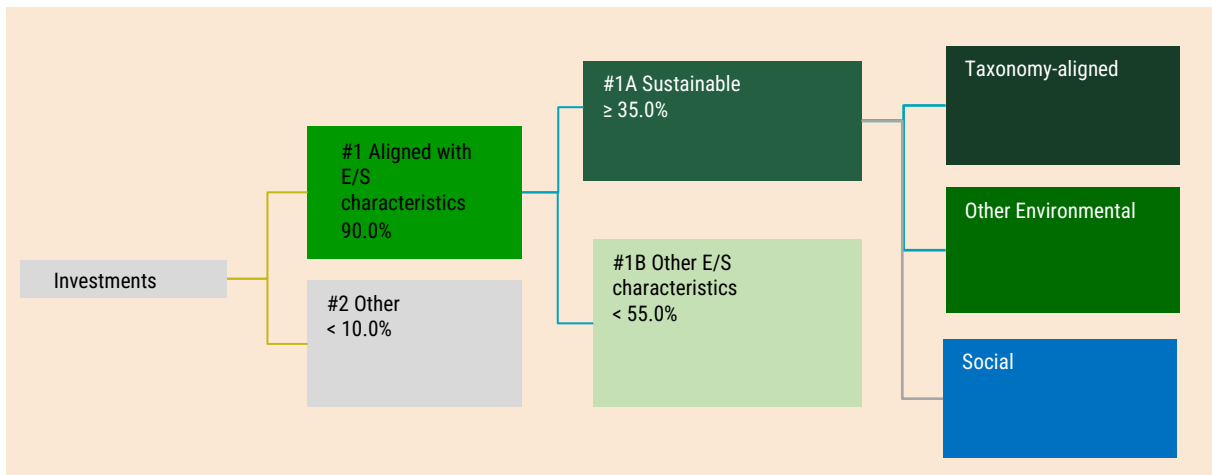 Investments
#1 Aligned with
E/S
characteristics
90.0%
#2 Other
< 10.0%
#1A Sustainable
≥ 35.0%
#1B Other E/S
characteristics
< 55.0%
Taxonomy-aligned
Other Environmental
Social